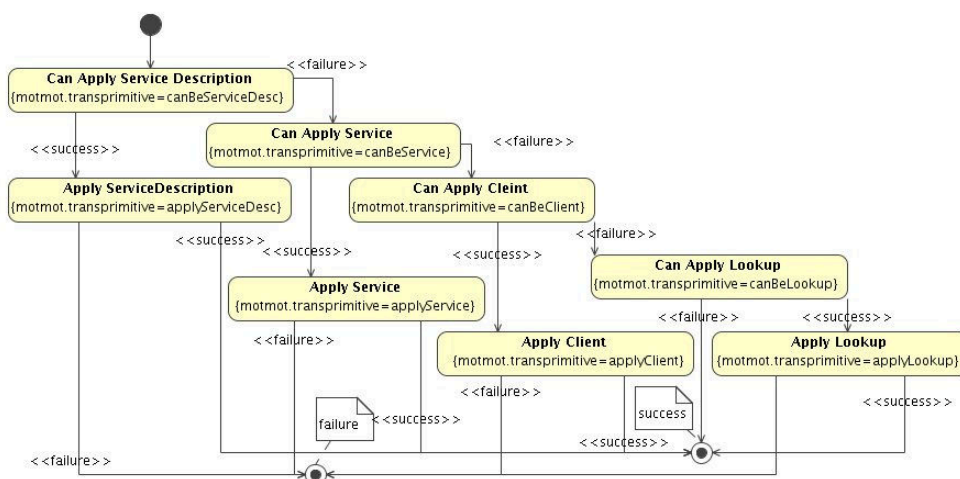 <<failure>>
Can Apply Service Description
{motmot.transprimitive=canBeServiceDesc}
Can Apply Service
{motmot.transprimitive=canBeService}
<<failure>>
<<success>>
Apply ServiceDescription
{motmot.transprimitive=applyServiceDesc}
Can Apply Cleint
{motmot.transprimitive=canBeClient}
<<success>>
<<success>>
<<success>>
<<failure>>
Can Apply Lookup
{motmot.transprimitive=canBeLookup}
Apply Service
{motmot.transprimitive=applyService}
<<failure>>
<<failure>>
<<success>>
Apply Client
{motmot.transprimitive=applyClient}
Apply Lookup
{motmot.transprimitive=applyLookup}
<<failure>>
<<success>>
failure
<<success>>
success
<<success>>
<<failure>>